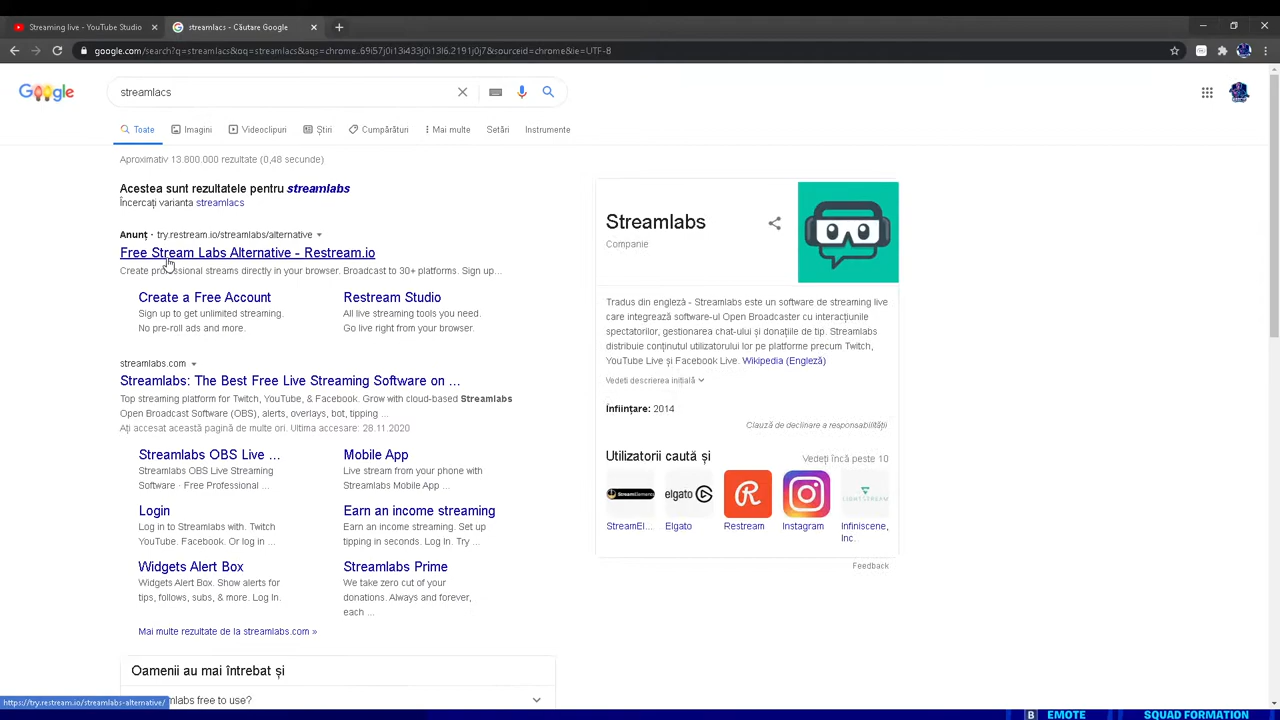 Streaming live - YouTube Studio
streamlacs - Căutare Google
google.com/search?q=streamlacs&oq=streamlacs&aqs=chrome..69i57j0i13i433j0i13l6.2191j0j7&sourceid=chrome&ie=UTF-8
Google
streamlacs
Toate
Imagini
Videoclipuri
Știri
Cumpărături
Mai multe
Setări
Instrumente
Aproximativ 13.800.000 rezultate (0,48 secunde)
Acestea sunt rezultatele pentru streamlabs
Încercați varianta streamlacs
Anunț · try.restream.io/streamlabs/alternative
Free Stream Labs Alternative - Restream.io
Create professional streams directly in your browser. Broadcast to 30+ platforms. Sign up...
Create a Free Account
Sign up to get unlimited streaming.
No pre-roll ads and more.
Restream Studio
All live streaming tools you need.
Go live right from your browser.
streamlabs.com
Streamlabs: The Best Free Live Streaming Software on ...
Top streaming platform for Twitch, YouTube, & Facebook. Grow with cloud-based Streamlabs
Open Broadcast Software (OBS), alerts, overlays, bot, tipping ...
Ați accesat această pagină de multe ori. Ultima accesare: 28.11.2020
Streamlabs OBS Live ...
Streamlabs OBS Live Streaming
Software · Free Professional ...
Mobile App
Live stream from your phone with
Streamlabs Mobile App ...
Login
Log in to Streamlabs with. Twitch
YouTube. Facebook. Or log in ...
Earn an income streaming
Earn an income streaming. Set up
tipping in seconds. Log In. Try ...
Widgets Alert Box
Widgets Alert Box. Show alerts for
tips, follows, subs, & more. Log In.
Streamlabs Prime
We take zero cut of your
donations. Always and forever,
each ...
Mai multe rezultate de la streamlabs.com »
Oamenii au mai întrebat și
labs free to use?
https://try.restream.io/streamlabs-alternative/
Streamlabs
Companie
Tradus din engleză - Streamlabs este un software de streaming live
care integrează software-ul Open Broadcaster cu interacțiunile
spectatorilor, gestionarea chat-ului și donațiile de tip. Streamlabs
distribuie conținutul utilizatorului lor pe platforme precum Twitch,
YouTube Live și Facebook Live. Wikipedia (Engleză)
Vedeti descrierea inițială
Înființare: 2014
Clauză de declinare a responsabilității
Utilizatorii caută și
Vedeți încă peste 10
StreamElements
elgato
R
StreamEl...
Elgato
Restream
Instagram
Infiniscene,
Inc.
Feedback
B EMOTE
SQUAD FORMATION